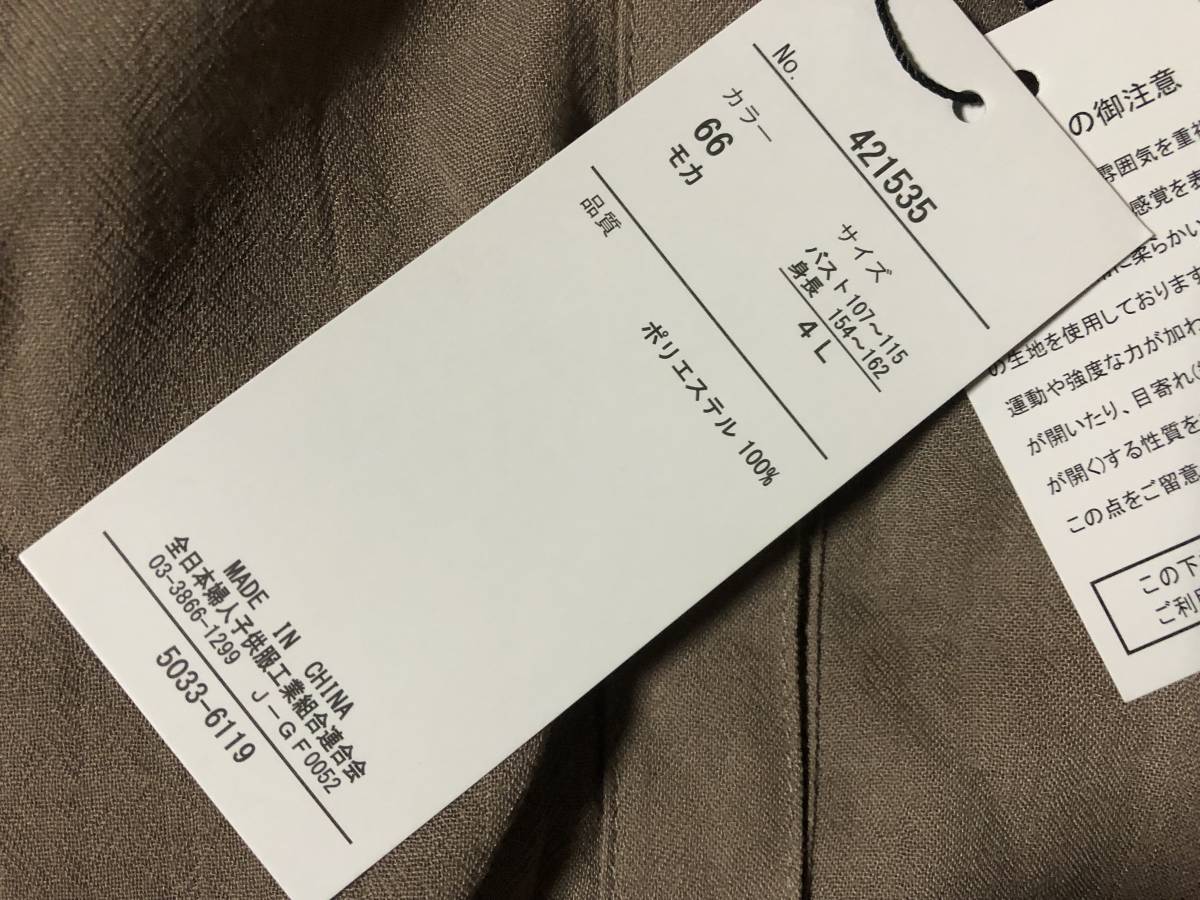 No. 421535
カラー サイズ
66 バスト107～115
モカ 身長 154～162
4L
品質
ポリエステル 100%
MADE IN CHINA
全日本婦人子供服工業組合連合会
03-3866-1299 J－GF0052
5033-6119
の御注意
雰囲気を重
感覚を
に柔らかい
の生地を使用しております
運動や強度な力が加わ
が開いたり、目寄れ(
が開く)する性質を
この点をご留意
この下
ご利用